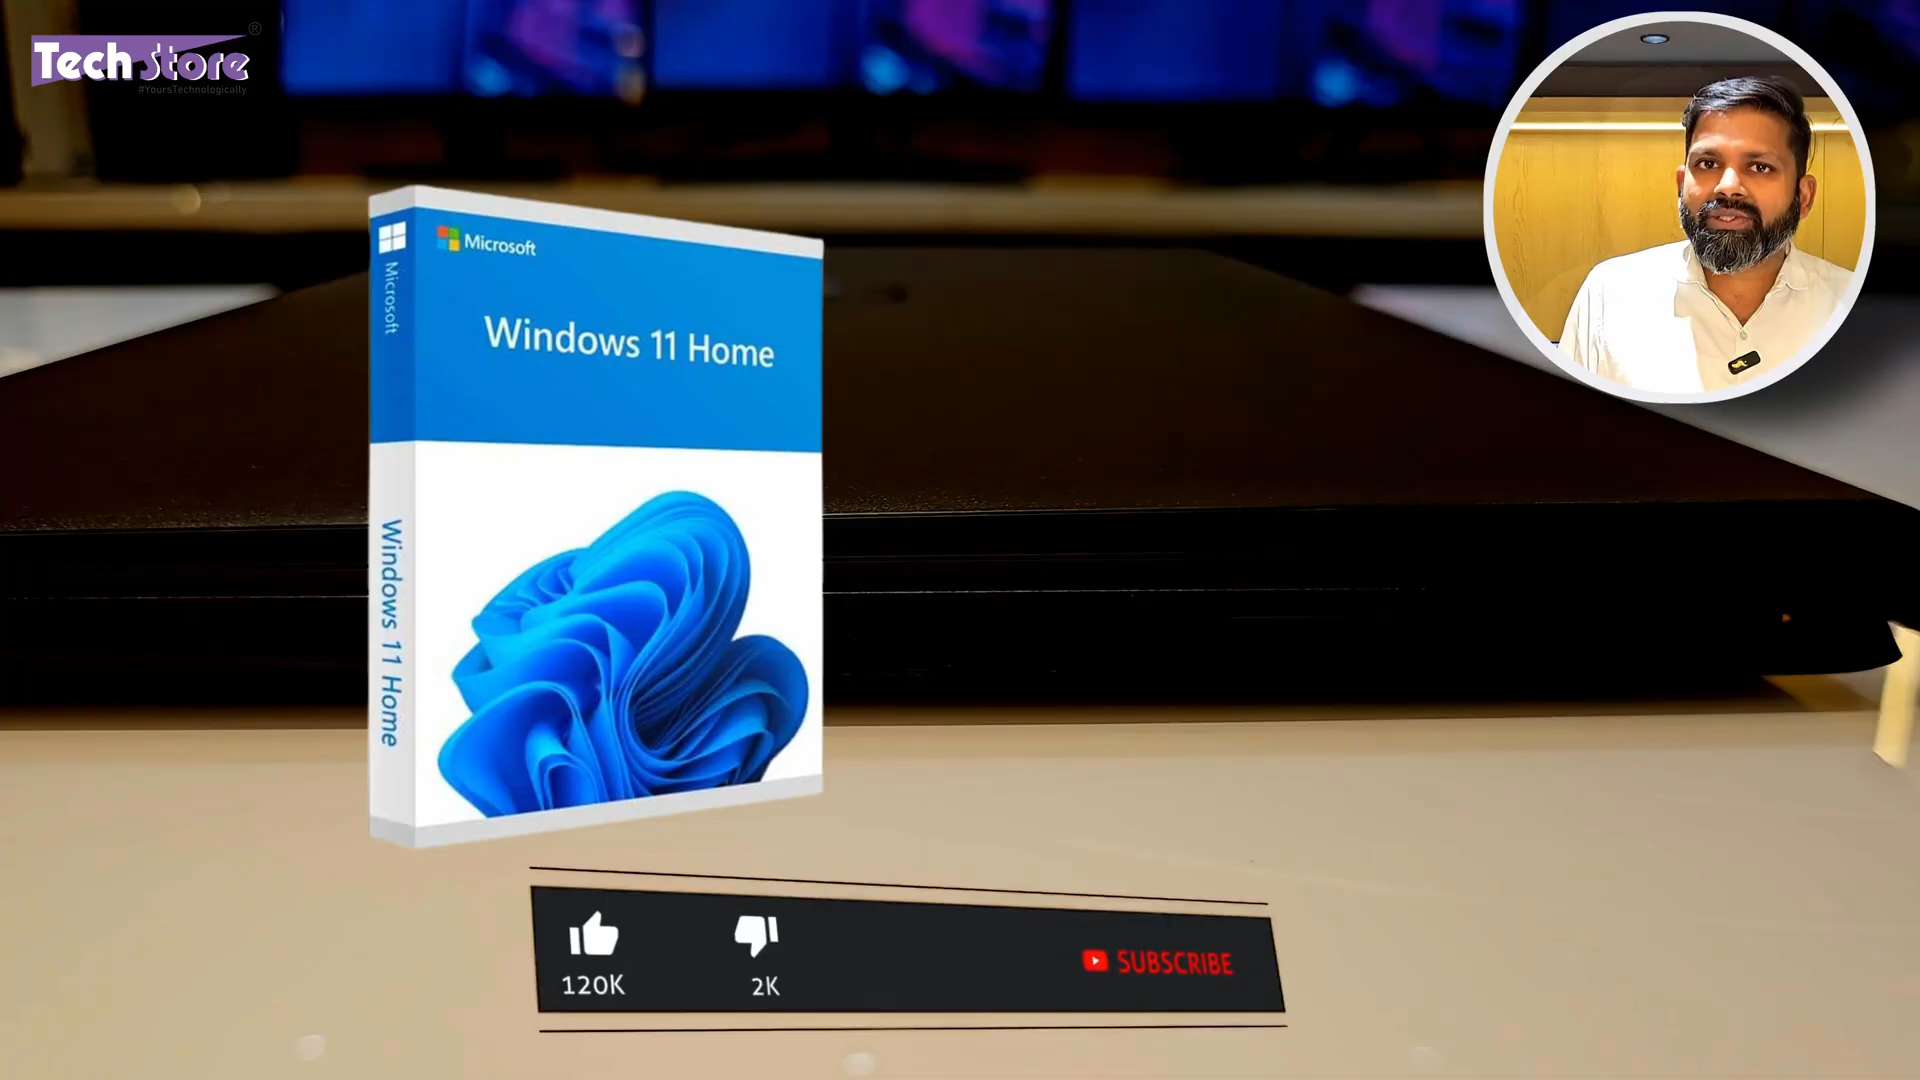 Tech Store®
#YoursTechnologically
Microsoft
Microsoft
Windows 11 Home
Windows 11 Home
120K
2K
SUBSCRIBE